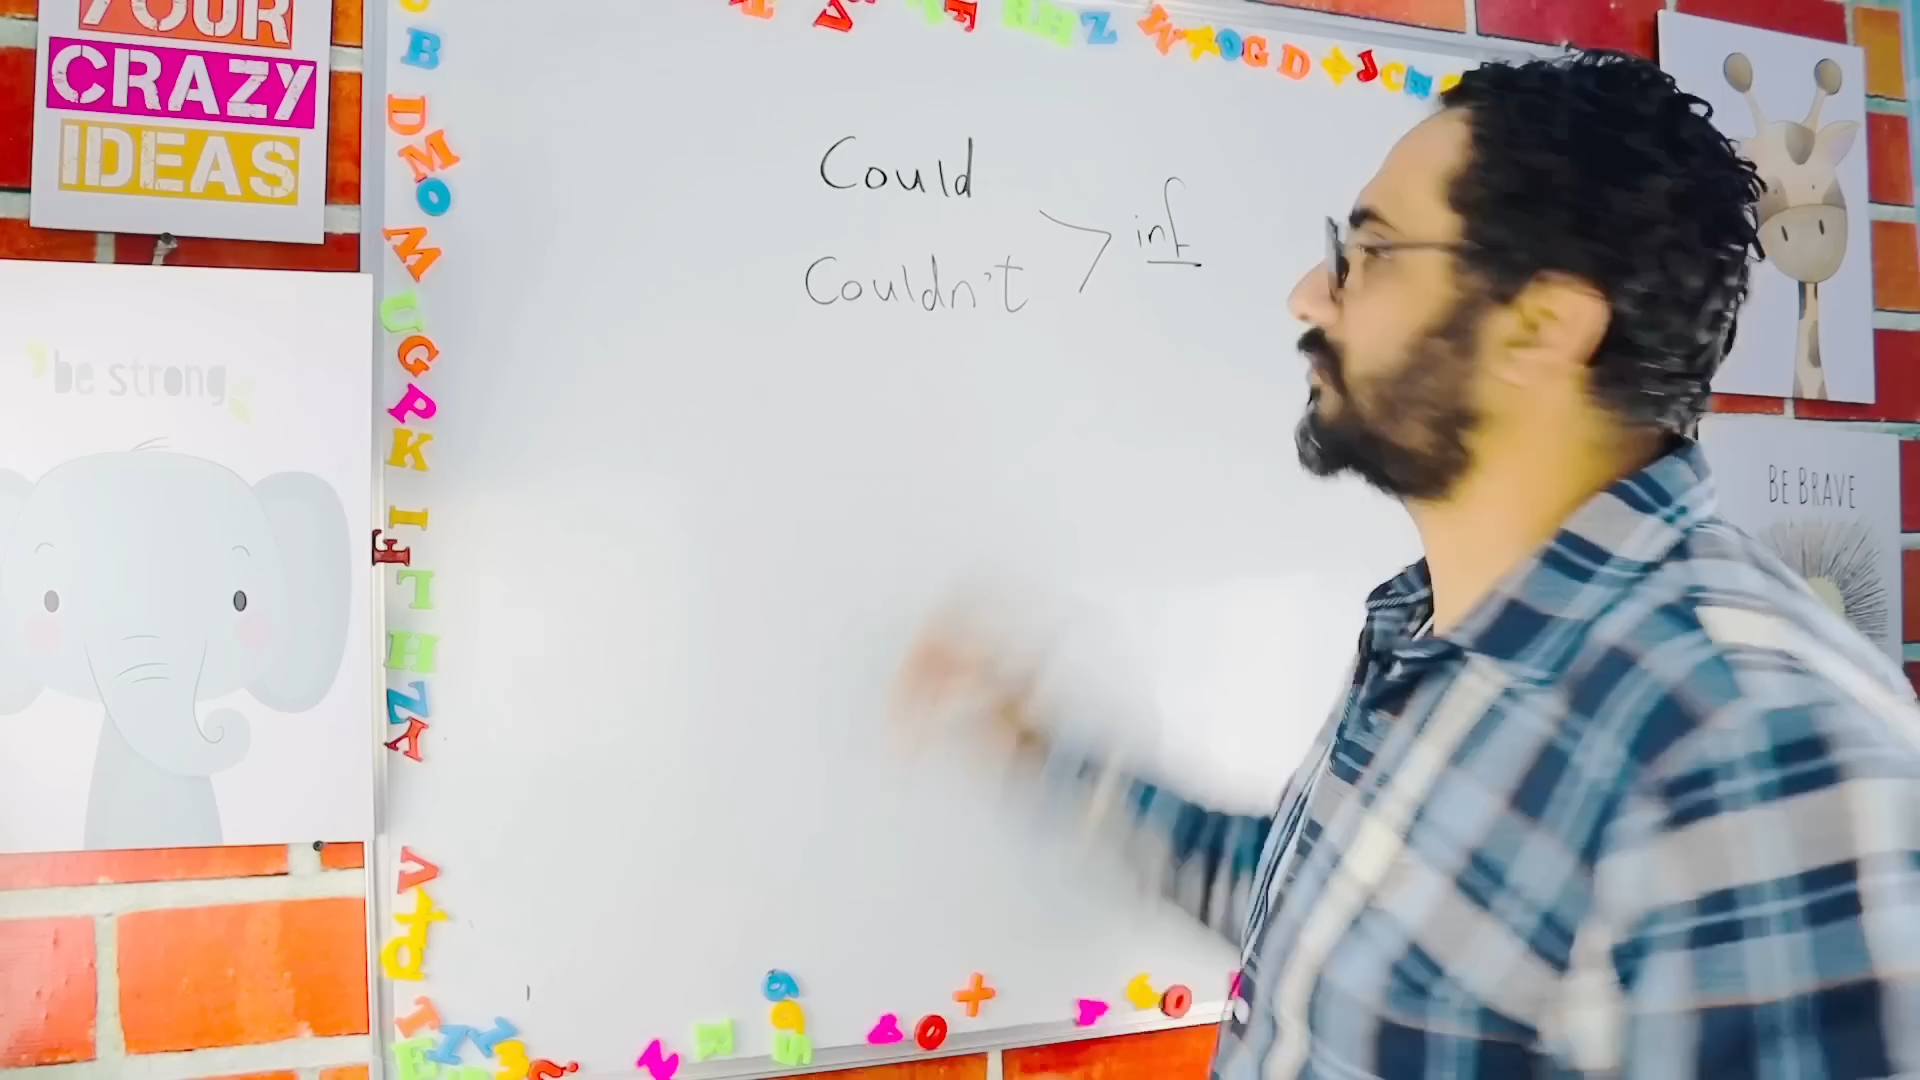 YOUR
CRAZY
IDEAS
be strong
Could
Couldn't
inf
BE BRAVE